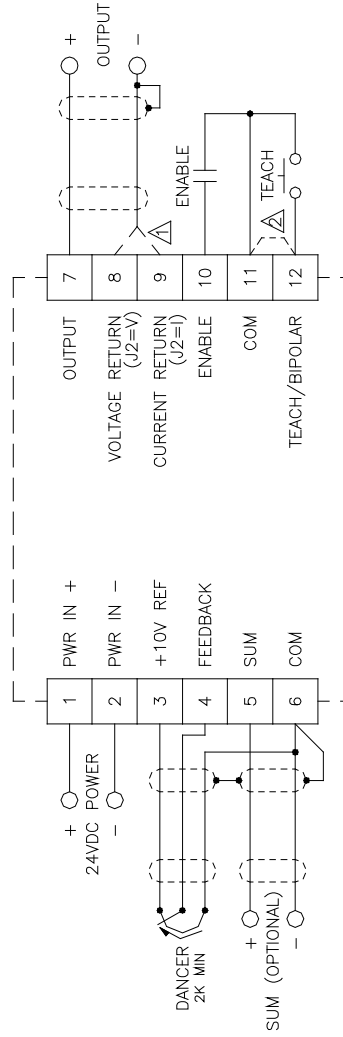 1
2
3
4
5
6
PWR IN +
PWR IN -
+10V REF
FEEDBACK
SUM
COM
+
24VDC POWER
-
DANCER
2K MIN
+
SUM (OPTIONAL)
-
7
8
9
10
11
12
OUTPUT
VOLTAGE RETURN
(J2=V)
CURRENT RETURN
(J2=I)
ENABLE
COM
TEACH/BIPOLAR
+
OUTPUT
-
1
ENABLE
TEACH
2